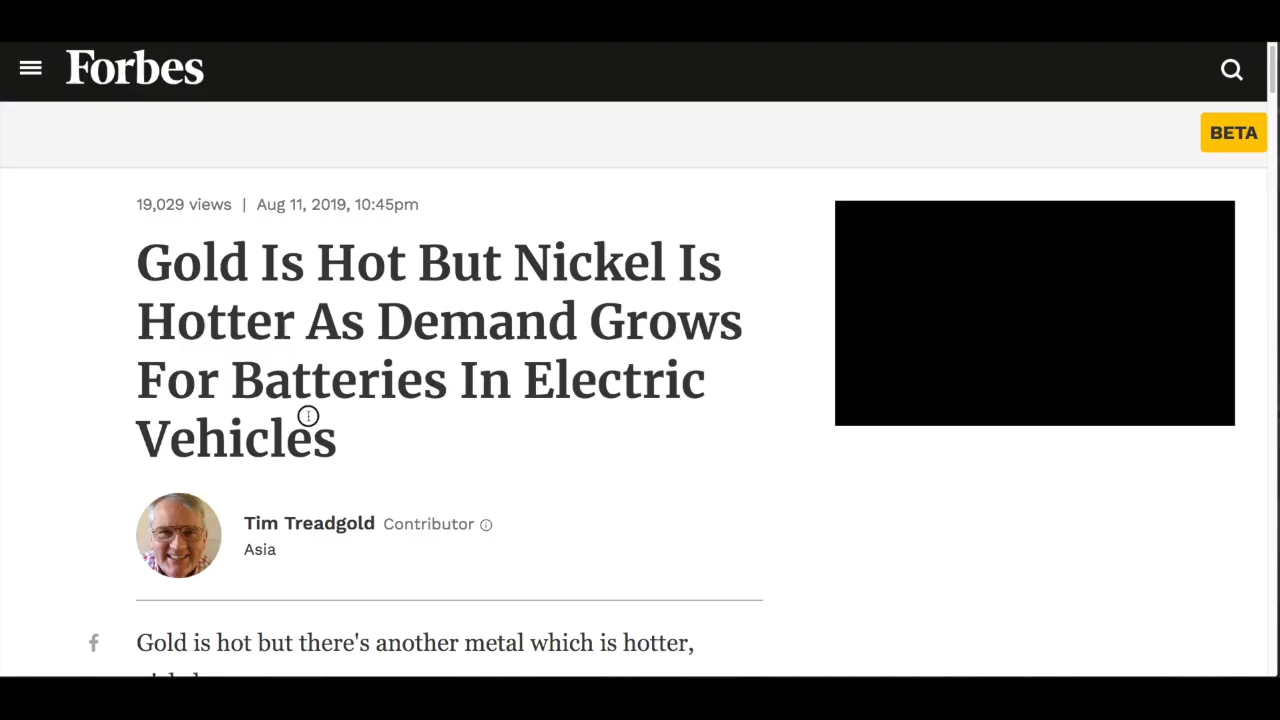 Forbes
BETA
19,029 views | Aug 11, 2019, 10:45pm
Gold Is Hot But Nickel Is
Hotter As Demand Grows
For Batteries In Electric
Vehicles
Tim Treadgold Contributor
Asia
Gold is hot but there's another metal which is hotter,